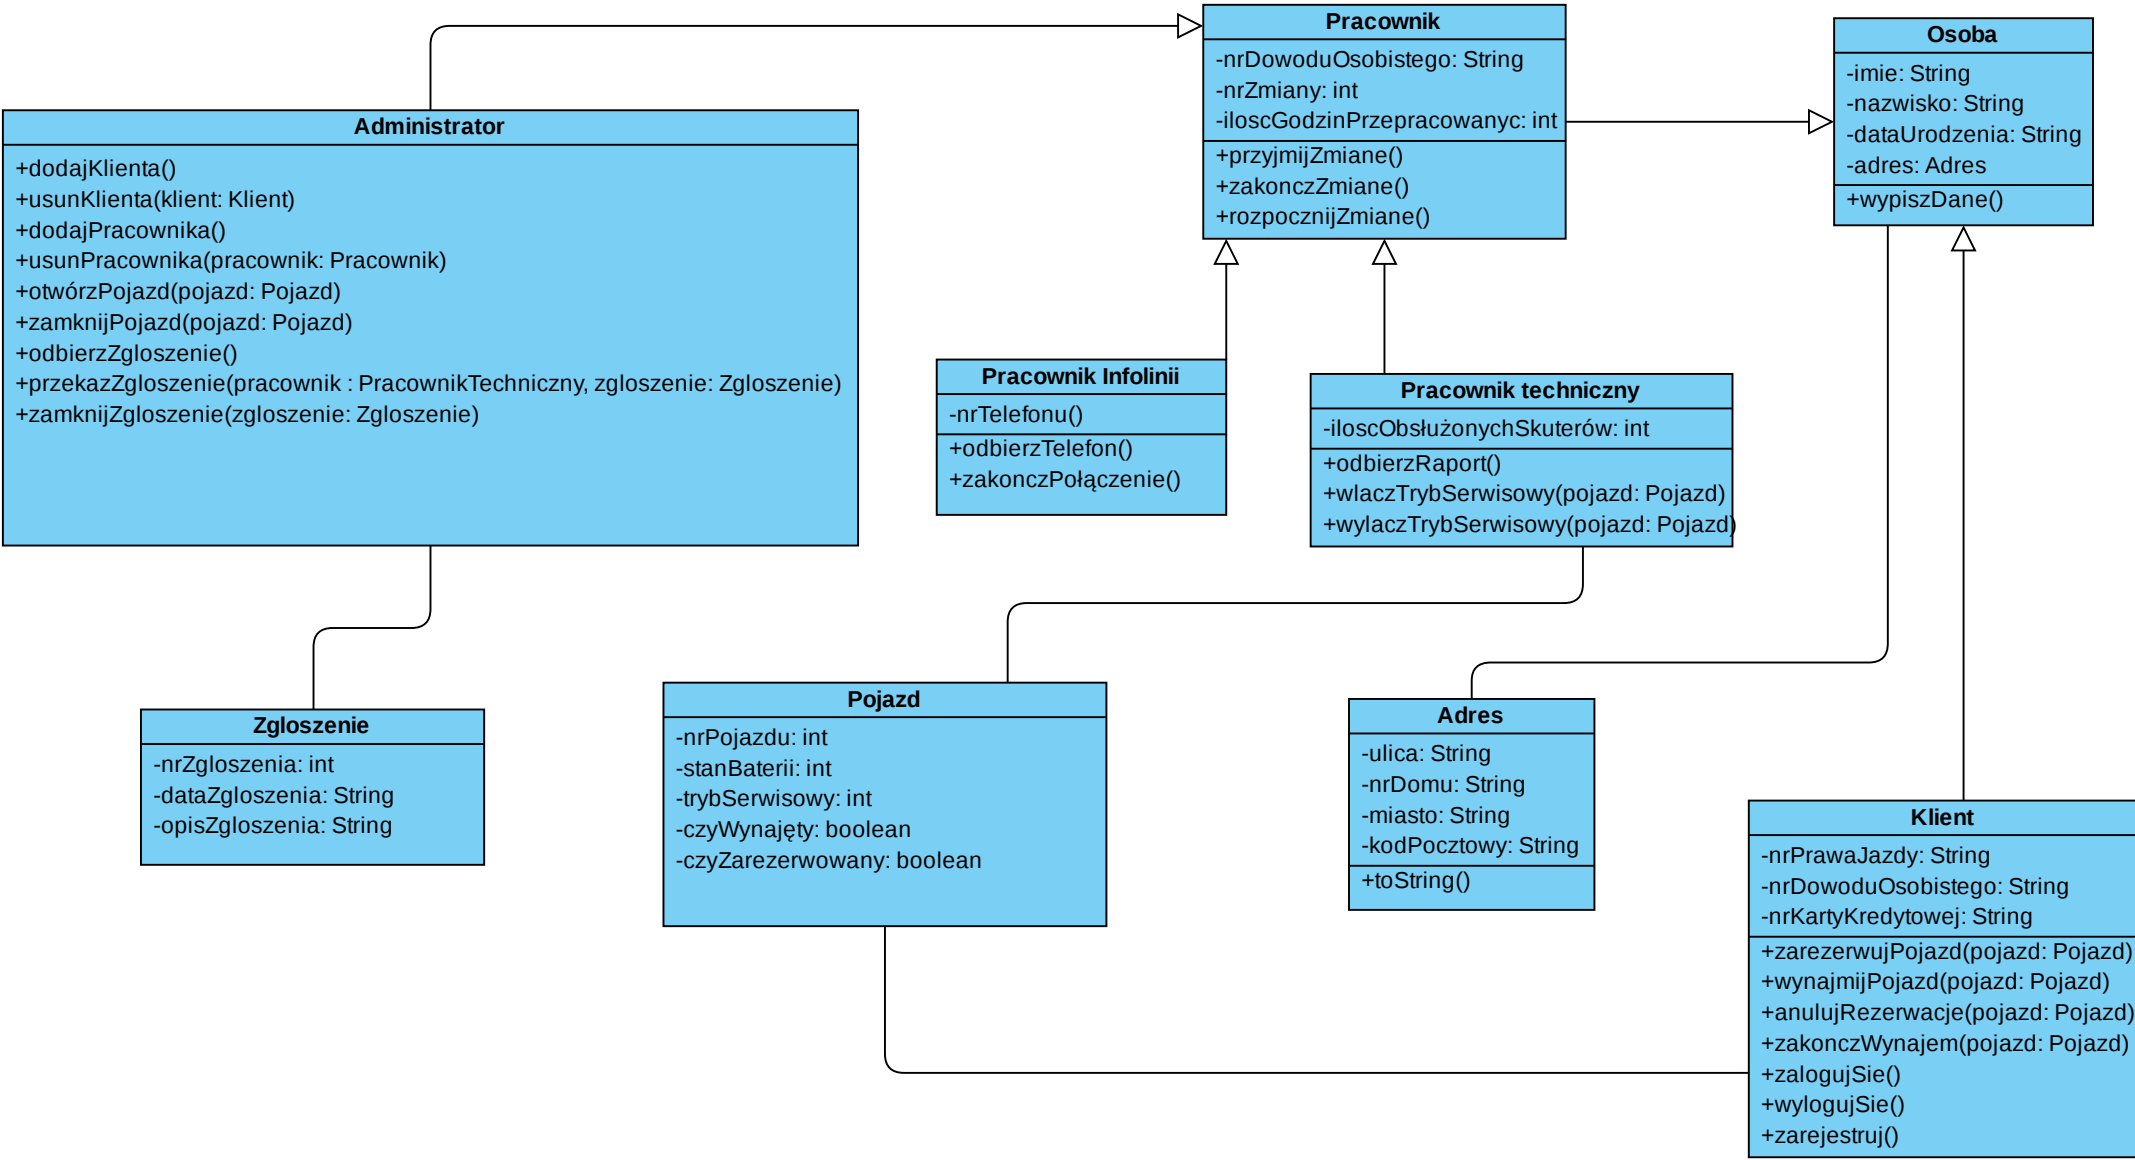 Pracownik
-nrDowoduOsobistego: String
-nrZmiany: int
-iloscGodzinPrzepracowanyc: int
+przyjmijZmiane()
+zakonczZmiane()
+rozpocznijZmiane()
Osoba
-imie: String
-nazwisko: String
-dataUrodzenia: String
-adres: Adres
+wypiszDane()
Administrator
+dodajKlienta()
+usunKlienta(klient: Klient)
+dodajPracownika()
+usunPracownika(pracownik: Pracownik)
+otwórzPojazd(pojazd: Pojazd)
+zamknijPojazd(pojazd: Pojazd)
+odbierzZgloszenie()
+przekazZgloszenie(pracownik : PracownikTechniczny, zgloszenie: Zgloszenie)
+zamknijZgloszenie(zgloszenie: Zgloszenie)
Pracownik Infolinii
-nrTelefonu()
+odbierzTelefon()
+zakonczPołączenie()
Pracownik techniczny
-iloscObsłużonychSkuterów: int
+odbierzRaport()
+wlaczTrybSerwisowy(pojazd: Pojazd)
+wylaczTrybSerwisowy(pojazd: Pojazd)
Zgloszenie
-nrZgloszenia: int
-dataZgloszenia: String
-opisZgloszenia: String
Pojazd
-nrPojazdu: int
-stanBaterii: int
-trybSerwisowy: int
-czyWynajęty: boolean
-czyZarezerwowany: boolean
Adres
-ulica: String
-nrDomu: String
-miasto: String
-kodPocztowy: String
+toString()
Klient
-nrPrawaJazdy: String
-nrDowoduOsobistego: String
-nrKartyKredytowej: String
+zarezerwujPojazd(pojazd: Pojazd)
+wynajmijPojazd(pojazd: Pojazd)
+anulujRezerwacje(pojazd: Pojazd)
+zakonczWynajem(pojazd: Pojazd)
+zalogujSie()
+wylogujSie()
+zarejestruj()